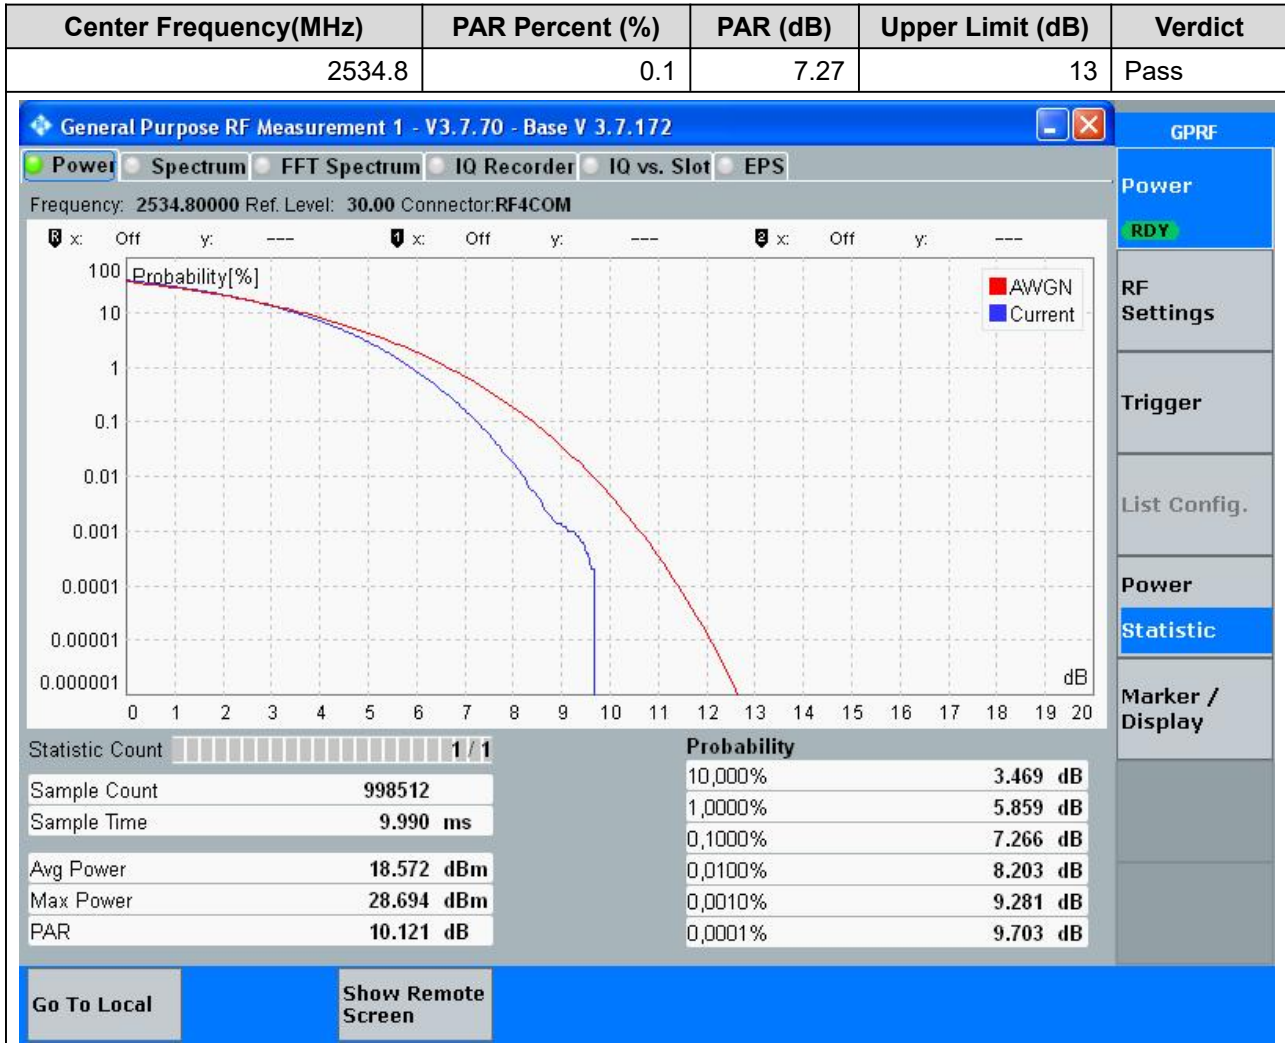 Center Frequency(MHz) PAR Percent (%) PAR (dB) Upper Limit (dB) Verdict
2534.8 0.1 7.27 13 Pass
General Purpose RF Measurement 1 - V3.7.70 - Base V 3.7.172
GPRF
Power Spectrum FFT Spectrum IQ Recorder IQ vs. Slot EPS
Frequency: 2534.80000 Ref. Level: 30.00 Connector:RF4COM
R x: Off y: --- 1 x: Off y: --- 2 x: Off y: ---
Probability[%]
100
10
1
0.1
0.01
0.001
0.0001
0.00001
0.000001
AWGN
Current
dB
0 1 2 3 4 5 6 7 8 9 10 11 12 13 14 15 16 17 18 19 20
Statistic Count 1 / 1
Sample Count 998512
Sample Time 9.990 ms
Avg Power 18.572 dBm
Max Power 28.694 dBm
PAR 10.121 dB
Probability
10,000% 3.469 dB
1,0000% 5.859 dB
0,1000% 7.266 dB
0,0100% 8.203 dB
0,0010% 9.281 dB
0,0001% 9.703 dB
Power
RDY
RF
Settings
Trigger
List Config.
Power
Statistic
Marker /
Display
Go To Local
Show Remote
Screen